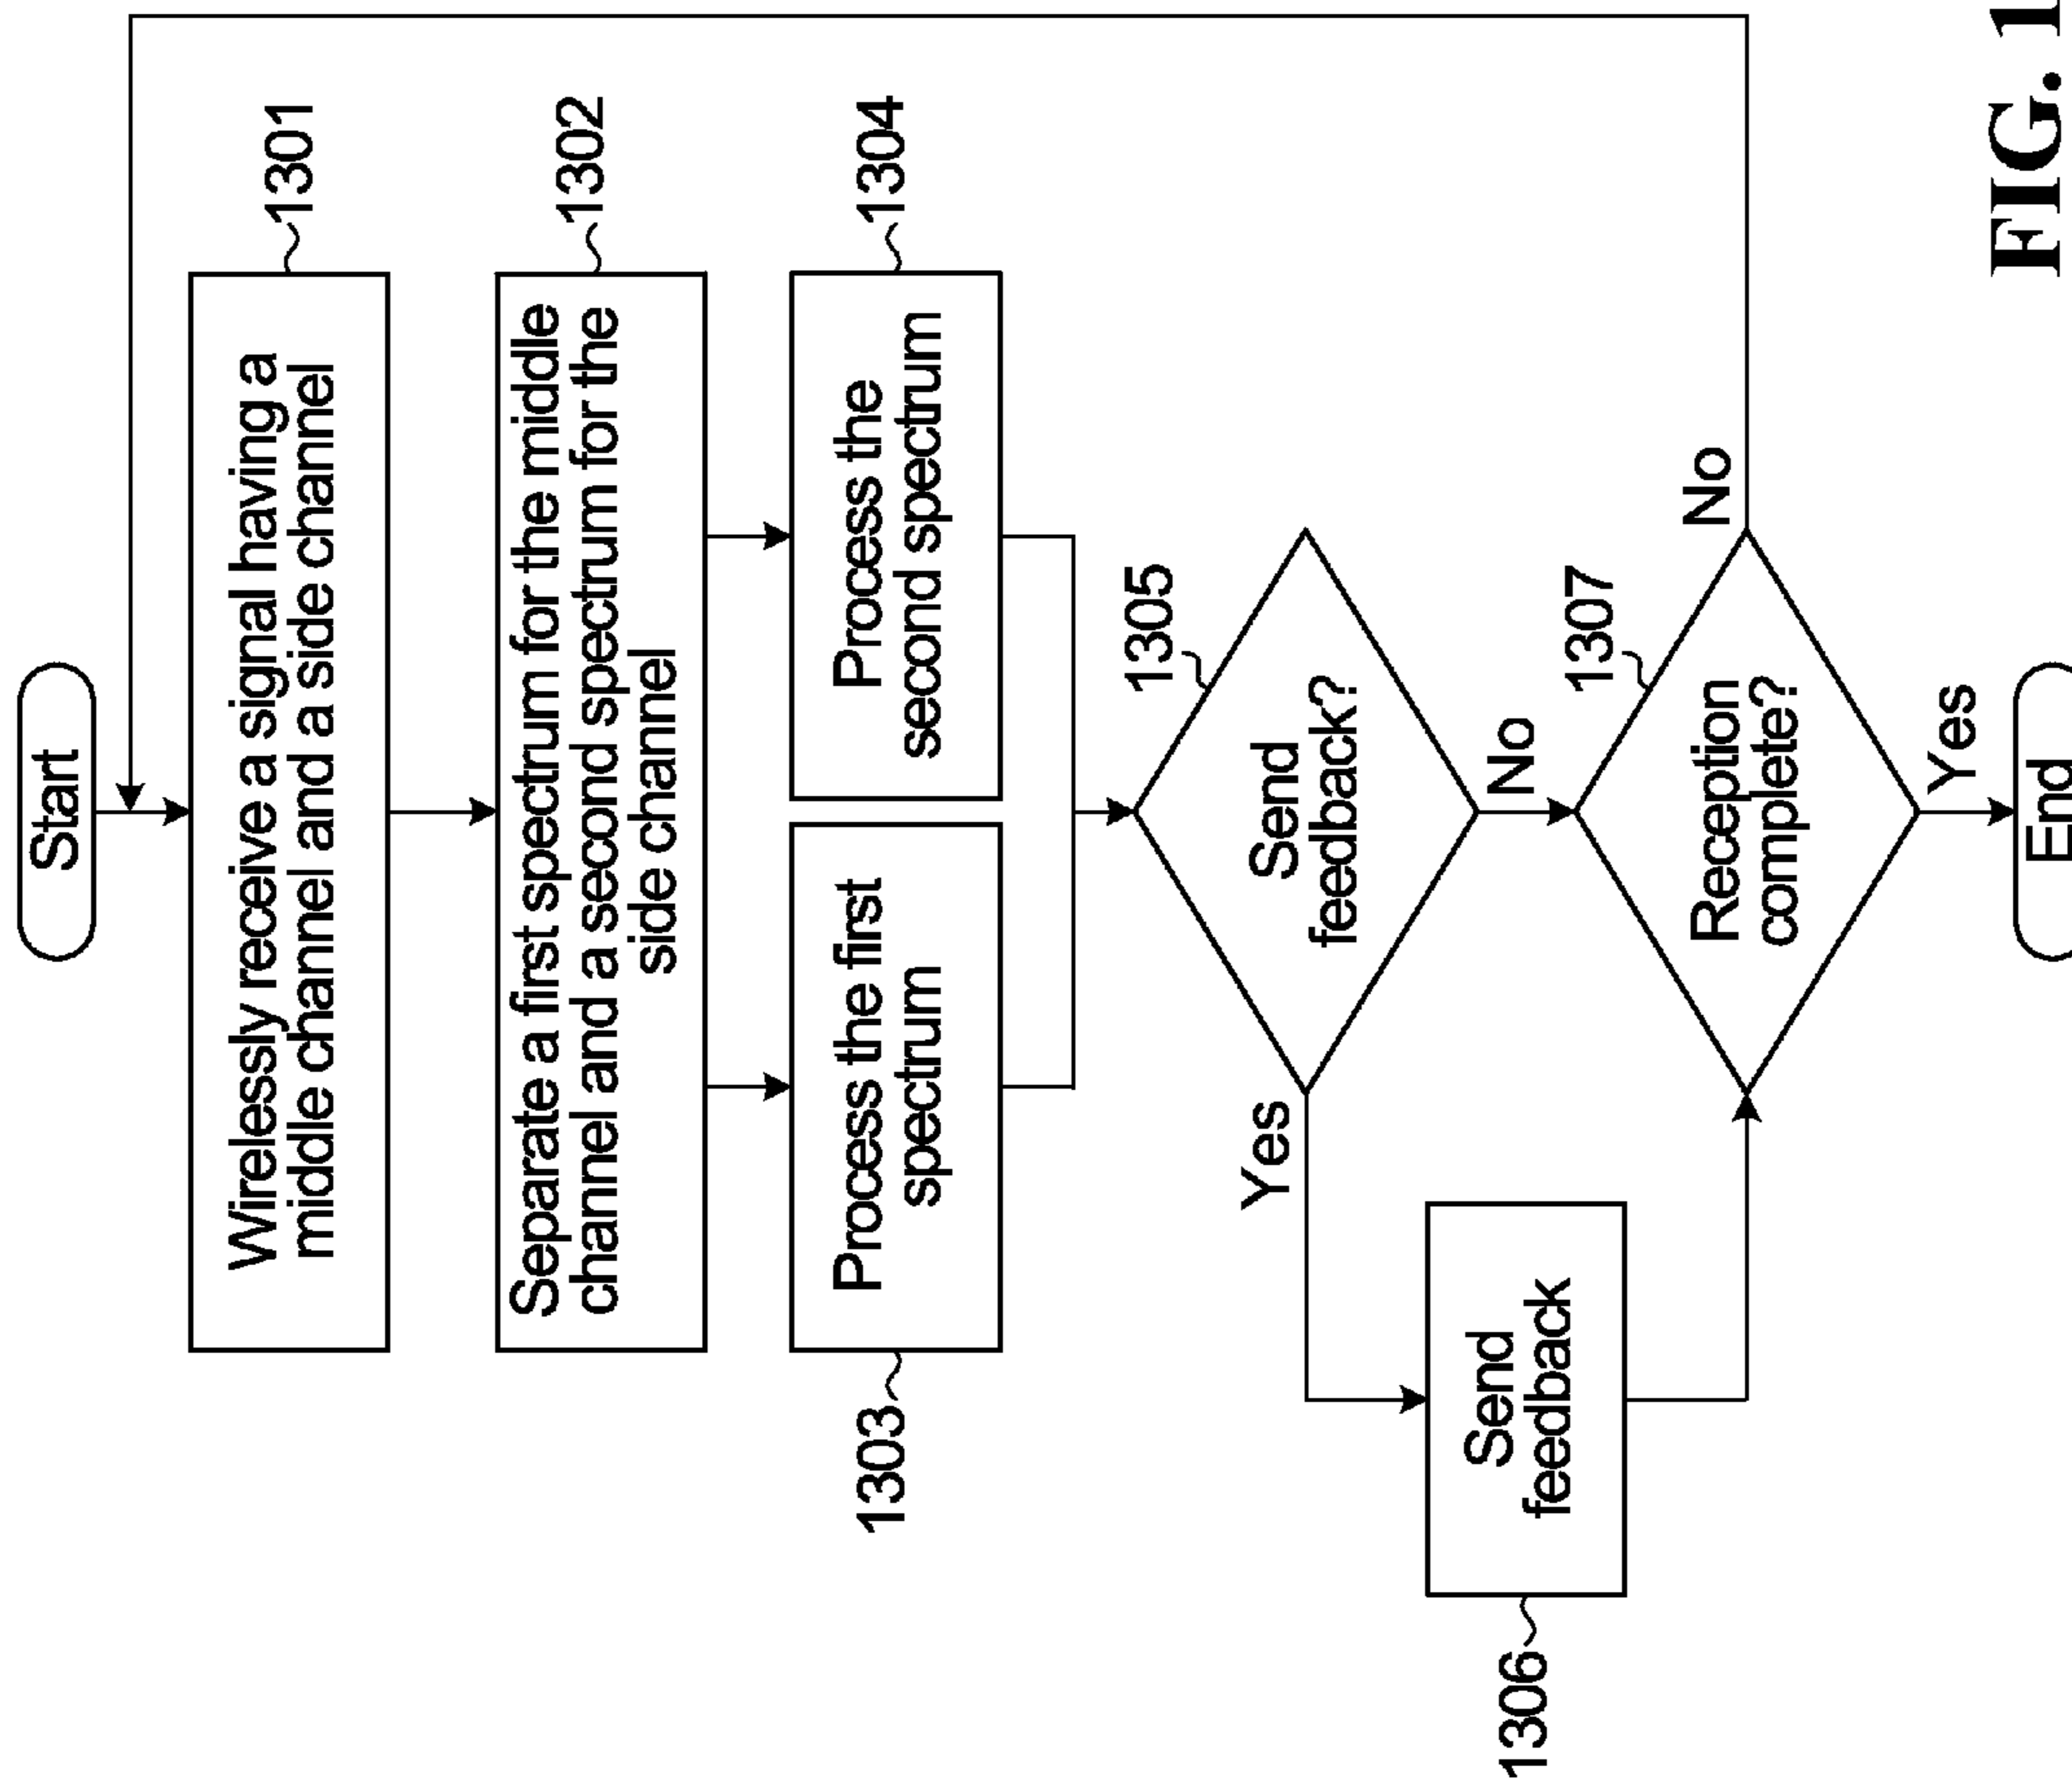 Start
Wirelessly receive a signal having a
middle channel and a side channel
1301
Separate a first spectrum for the middle
channel and a second spectrum for the
side channel
1302
1303
Process the first
spectrum
Process the
second spectrum
1304
Send
feedback?
1305
Yes
No
Send
feedback
1306
Reception
complete?
1307
No
Yes
End
FIG. 1